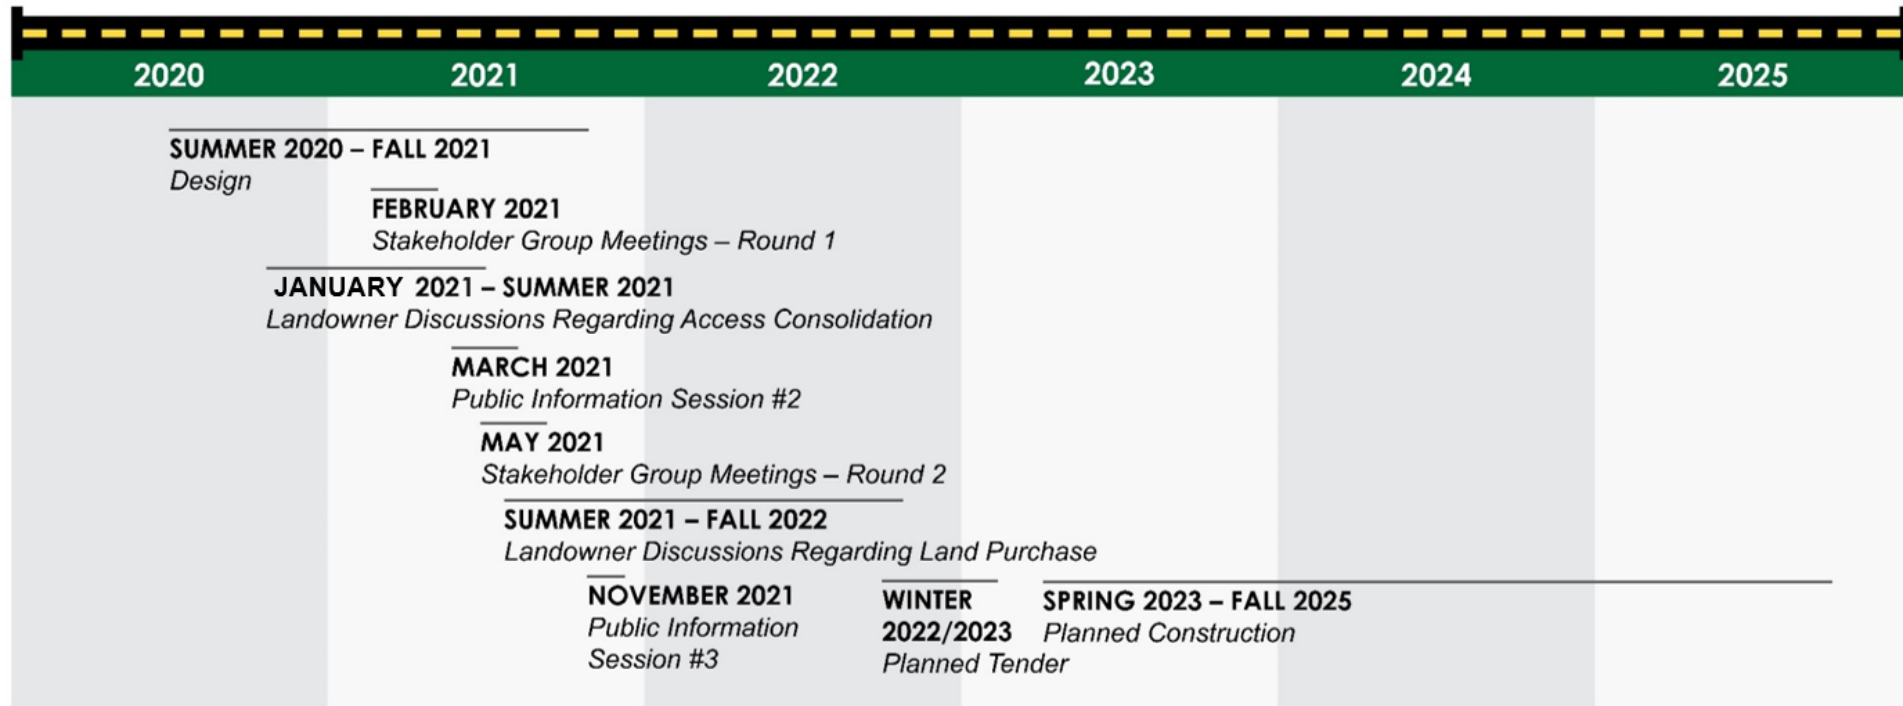 2020 2021 2022 2023 2024 2025
SUMMER 2020 – FALL 2021
Design
FEBRUARY 2021
Stakeholder Group Meetings – Round 1
JANUARY 2021 – SUMMER 2021
Landowner Discussions Regarding Access Consolidation
MARCH 2021
Public Information Session #2
MAY 2021
Stakeholder Group Meetings – Round 2
SUMMER 2021 – FALL 2022
Landowner Discussions Regarding Land Purchase
NOVEMBER 2021
Public Information
Session #3
WINTER
2022/2023
Planned Tender
SPRING 2023 – FALL 2025
Planned Construction